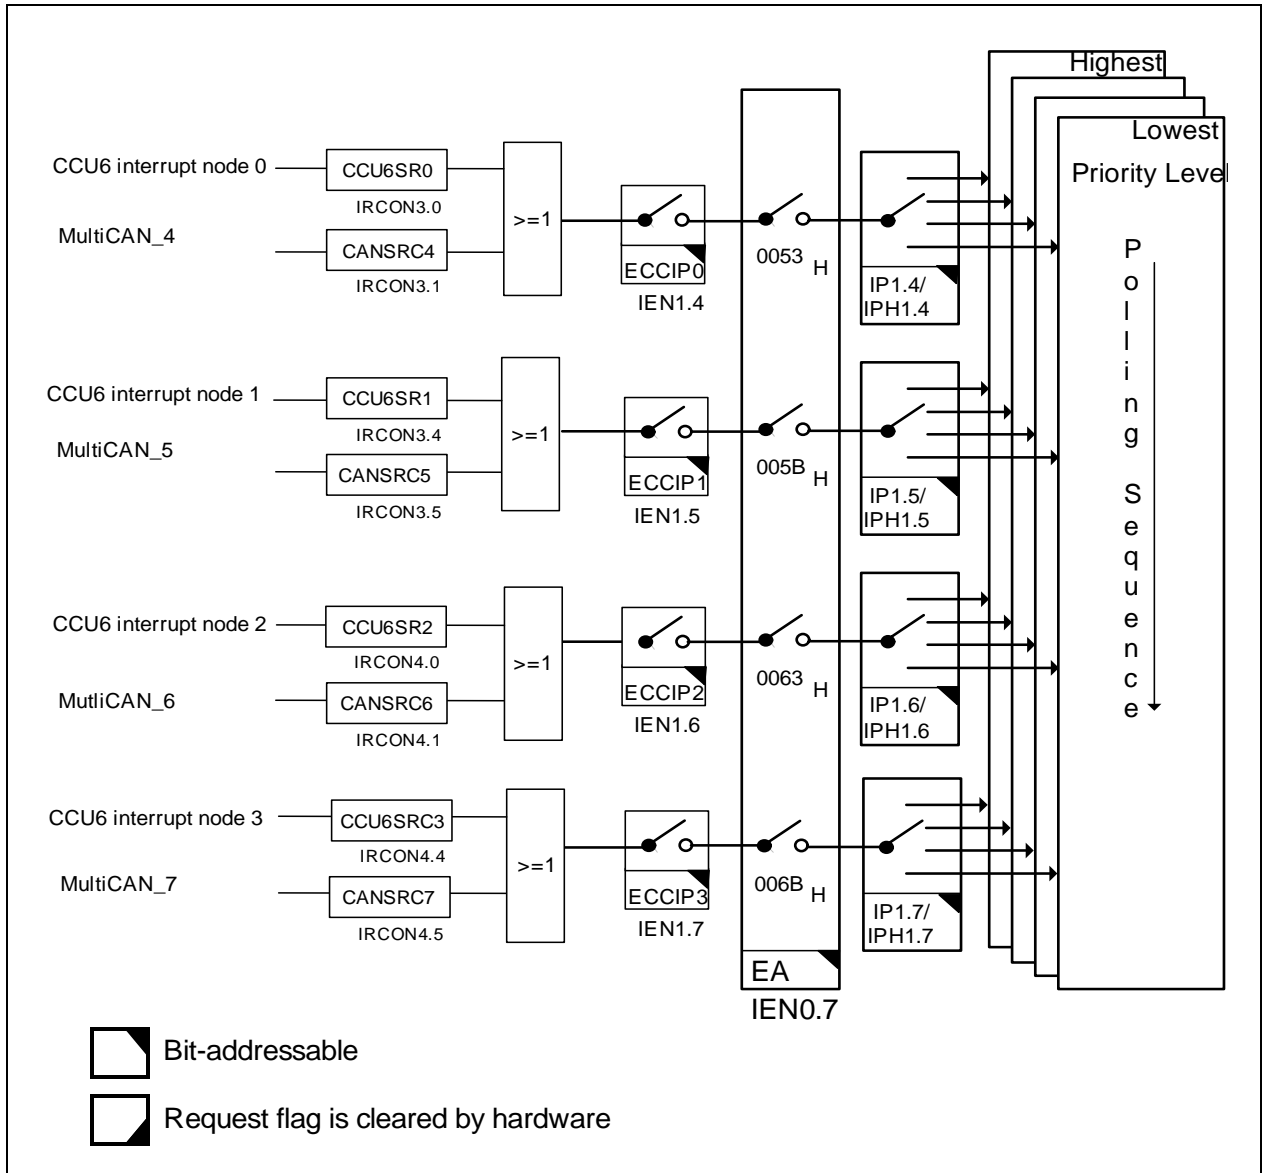 Highest
Lowest
Priority Leve
CCU6 interrupt node 0
CCU6SR0
IRCON3.0
MultiCAN_4
CANSRC4
IRCON3.1
>=1
ECCIP0
IEN1.4
0053 H
IP1.4/
IPH1.4
CCU6 interrupt node 1
CCU6SR1
IRCON3.4
MultiCAN_5
CANSRC5
IRCON3.5
>=1
ECCIP1
IEN1.5
005B H
IP1.5/
IPH1.5
CCU6 interrupt node 2
CCU6SR2
IRCON4.0
MutliCAN_6
CANSRC6
IRCON4.1
>=1
ECCIP2
IEN1.6
0063 H
IP1.6/
IPH1.6
CCU6 interrupt node 3
CCU6SRC3
IRCON4.4
MultiCAN_7
CANSRC7
IRCON4.5
>=1
ECCIP3
IEN1.7
006B H
IP1.7/
IPH1.7
EA
IEN0.7
Polling Sequence
Bit-addressable
Request flag is cleared by hardware